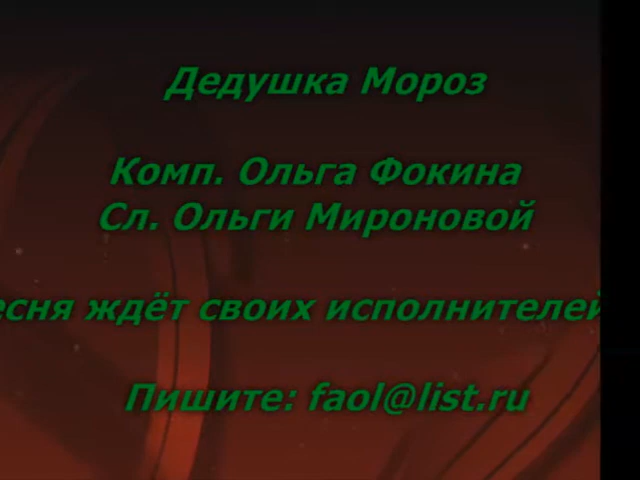 Дедушка Мороз
Комп. Ольга Фокина
Сл. Ольги Мироновой
есня ждёт своих исполнителей
Пишите: faol@list.ru